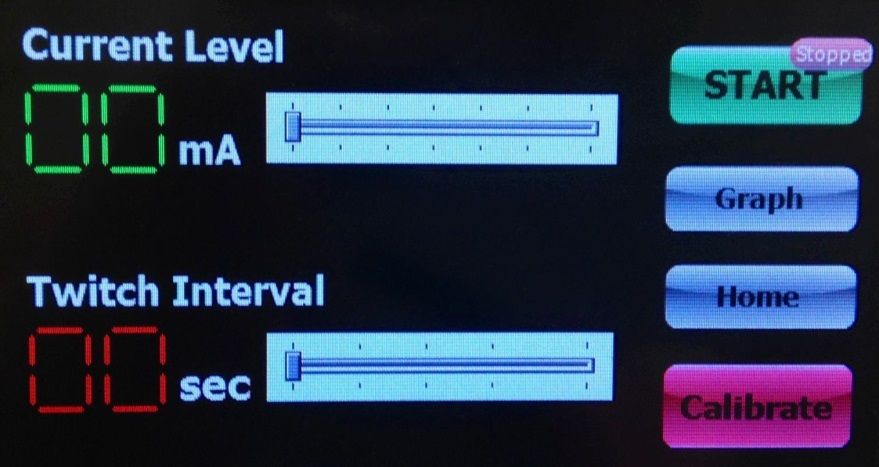 Current Level
00 mA
Twitch Interval
00 sec
Stopped
START
Graph
Home
Calibrate